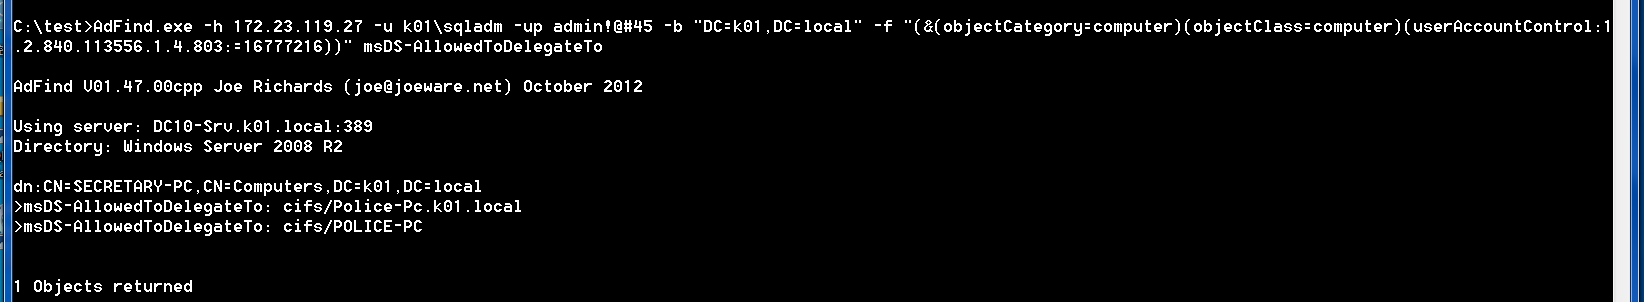 C:\test>AdFind.exe -h 172.23.119.27 -u k01\sqladm -up admin!@#45 -b "DC=k01,DC=local" -f "(&(objectCategory=computer)(objectClass=computer)(userAccountControl:1
.2.840.113556.1.4.803:=16777216))" msDS-AllowedToDelegateTo
AdFind V01.47.00cpp Joe Richards (joe@joeware.net) October 2012
Using server: DC10-Srv.k01.local:389
Directory: Windows Server 2008 R2
dn:CN=SECRETARY-PC,CN=Computers,DC=k01,DC=local
>msDS-AllowedToDelegateTo: cifs/Police-Pc.k01.local
>msDS-AllowedToDelegateTo: cifs/POLICE-PC
1 Objects returned